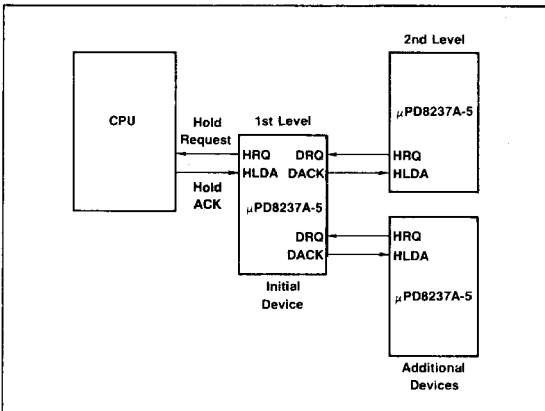 2nd Level
μPD8237A-5
HRQ
HLDA
CPU
Hold
Request
Hold
ACK
1st Level
HRQ
DRQ
HLDA
DACK
μPD8237A-5
DRQ
DACK
Initial
Device
HRQ
HLDA
μPD8237A-5
Additional
Devices